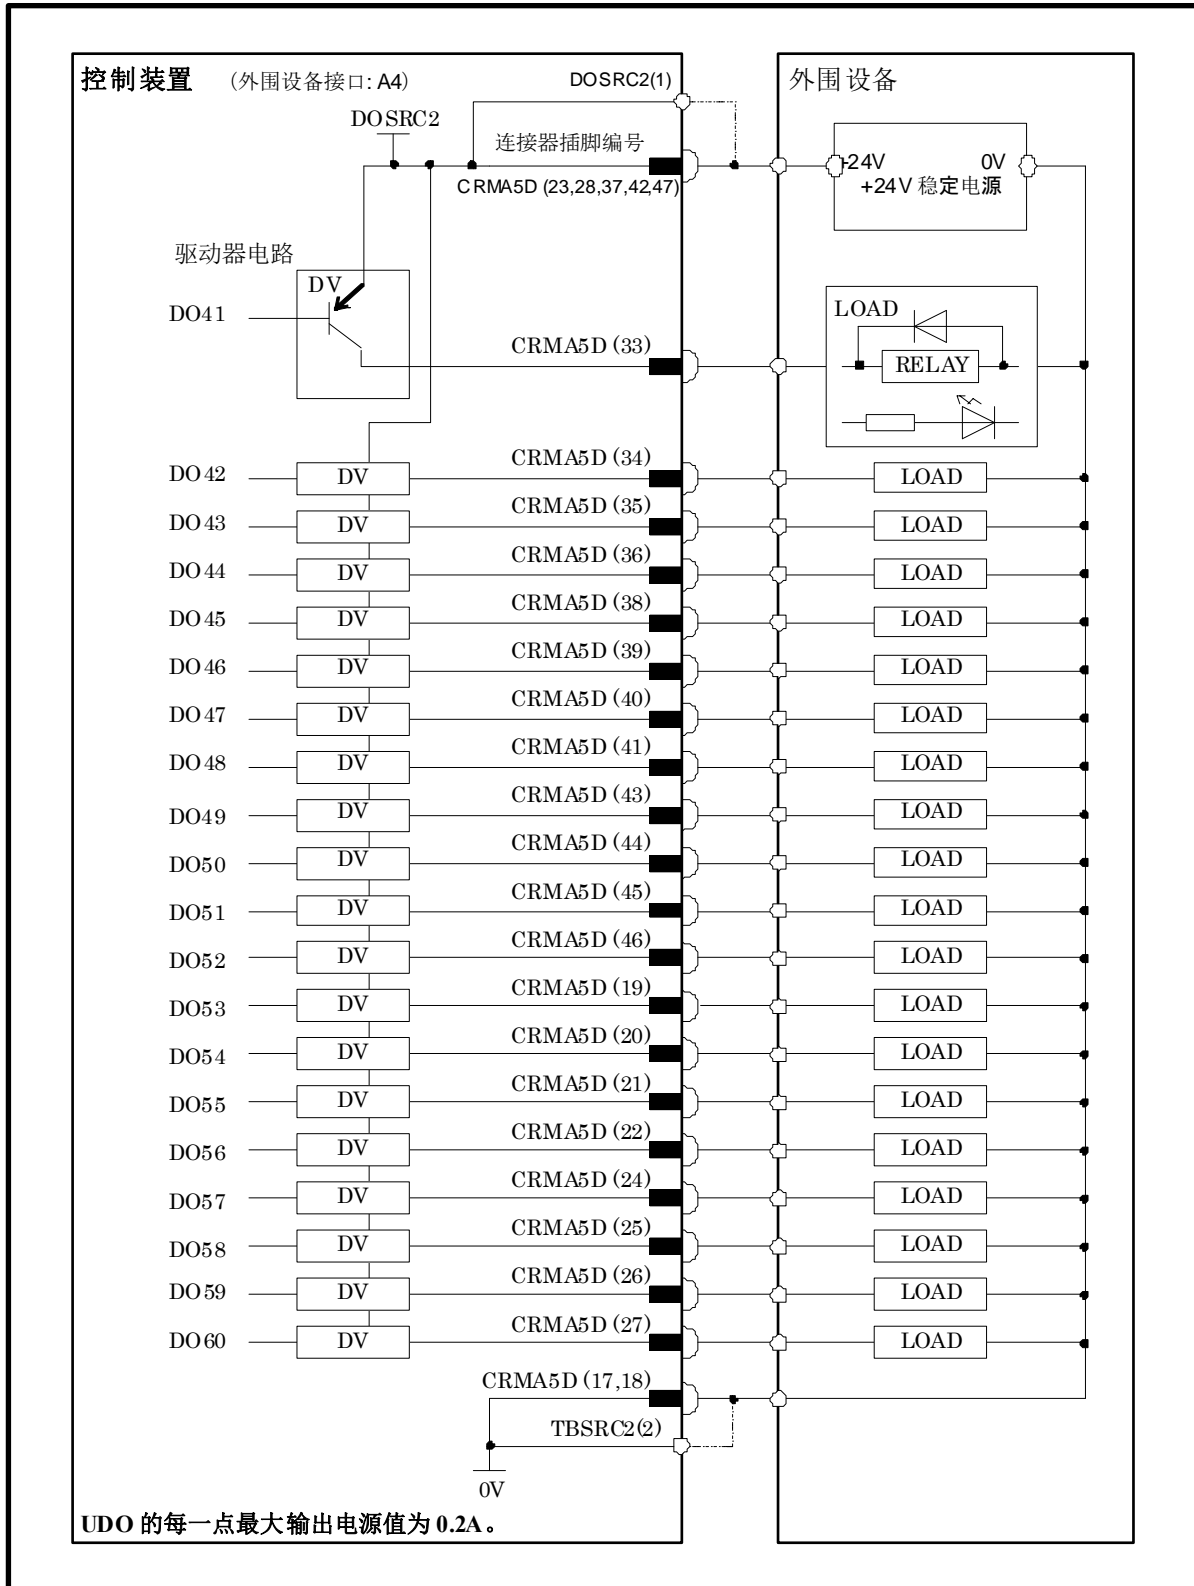 控制装置 (外围设备接口: A4) DOSRC2(1) 外围设备
DOSRC2
连接器插脚编号
+24V 0V
CRMA5D (23,28,37,42,47) +24V 稳定电源
驱动器电路
DV
DO41 LOAD
CRMA5D (33)
RELAY
DO42 DV CRMA5D (34) LOAD
DO43 DV CRMA5D (35) LOAD
DO44 DV CRMA5D (36) LOAD
DO45 DV CRMA5D (38) LOAD
DO46 DV CRMA5D (39) LOAD
DO47 DV CRMA5D (40) LOAD
DO48 DV CRMA5D (41) LOAD
DO49 DV CRMA5D (43) LOAD
DO50 DV CRMA5D (44) LOAD
DO51 DV CRMA5D (45) LOAD
DO52 DV CRMA5D (46) LOAD
DO53 DV CRMA5D (19) LOAD
DO54 DV CRMA5D (20) LOAD
DO55 DV CRMA5D (21) LOAD
DO56 DV CRMA5D (22) LOAD
DO57 DV CRMA5D (24) LOAD
DO58 DV CRMA5D (25) LOAD
DO59 DV CRMA5D (26) LOAD
DO60 DV CRMA5D (27) LOAD
CRMA5D (17,18)
TBSRC2(2)
0V
UDO 的每一点最大输出电源值为 0.2A。